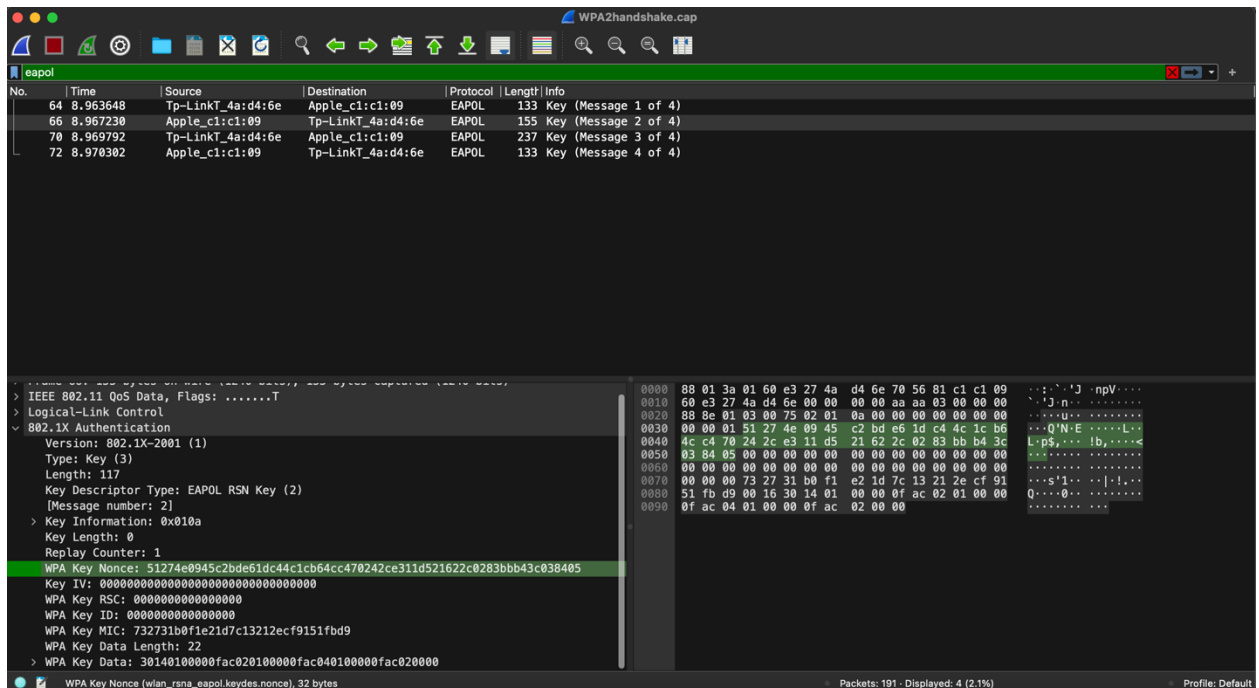 WPA2handshake.cap
eapol
No. Time Source Destination Protocol Length Info
64 8.963648 Tp-LinkT_4a:d4:6e Apple_c1:c1:09 EAPOL 133 Key (Message 1 of 4)
66 8.967230 Apple_c1:c1:09 Tp-LinkT_4a:d4:6e EAPOL 155 Key (Message 2 of 4)
70 8.969792 Tp-LinkT_4a:d4:6e Apple_c1:c1:09 EAPOL 237 Key (Message 3 of 4)
72 8.970302 Apple_c1:c1:09 Tp-LinkT_4a:d4:6e EAPOL 133 Key (Message 4 of 4)
> IEEE 802.11 QoS Data, Flags: .......T
> Logical-Link Control
802.1X Authentication
Version: 802.1X-2001 (1)
Type: Key (3)
Length: 117
Key Descriptor Type: EAPOL RSN Key (2)
[Message number: 2]
> Key Information: 0x010a
Key Length: 0
Replay Counter: 1
WPA Key Nonce: 51274e0945c2bde61dc44c1cb64cc470242ce311d521622c0283bbb43c038405
Key IV: 00000000000000000000000000000000
WPA Key RSC: 0000000000000000
WPA Key ID: 0000000000000000
WPA Key MIC: 732731b0f1e21d7c13212ecf9151fbd9
WPA Key Data Length: 22
> WPA Key Data: 30140100000fac020100000fac040100000fac020000
0000 88 01 3a 01 60 e3 27 4a d4 6e 70 56 81 c1 c1 09 ··:·`·'J ·npV····
0010 60 e3 27 4a d4 6e 00 00 00 00 aa aa 03 00 00 00 `·'J·n·· ········
0020 88 8e 01 03 00 75 02 01 0a 00 00 00 00 00 00 00 ·····u·· ········
0030 00 00 01 51 27 4e 09 45 c2 bd e6 1d c4 4c 1c b6 ···Q'N·E ·····L··
0040 4c c4 70 24 2c e3 11 d5 21 62 2c 02 83 bb b4 3c L·p$,··· !b,····<
0050 03 84 05 00 00 00 00 00 00 00 00 00 00 00 00 00 ········ ········
0060 00 00 00 00 00 00 00 00 00 00 00 00 00 00 00 00 ········ ········
0070 00 00 00 73 27 31 b0 f1 e2 1d 7c 13 21 2e cf 91 ···s'1·· ··|·!.··
0080 51 fb d9 00 16 30 14 01 00 00 0f ac 02 01 00 00 Q····0·· ········
0090 0f ac 04 01 00 00 0f ac 02 00 00 ········ ···
WPA Key Nonce (wlan_rsna_eapol.keydes.nonce), 32 bytes
Packets: 191 · Displayed: 4 (2.1%)
Profile: Default